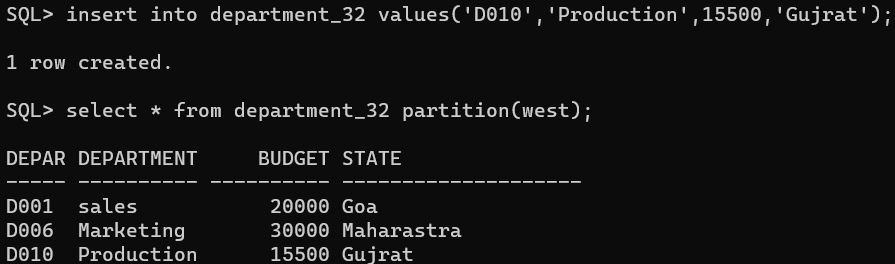 SQL> insert into department_32 values('D010','Production',15500,'Gujrat');
1 row created.
SQL> select * from department_32 partition(west);
DEPAR DEPARTMENT     BUDGET STATE
----- ---------- ---------- --------------------
D001  sales           20000 Goa
D006  Marketing       30000 Maharastra
D010  Production      15500 Gujrat